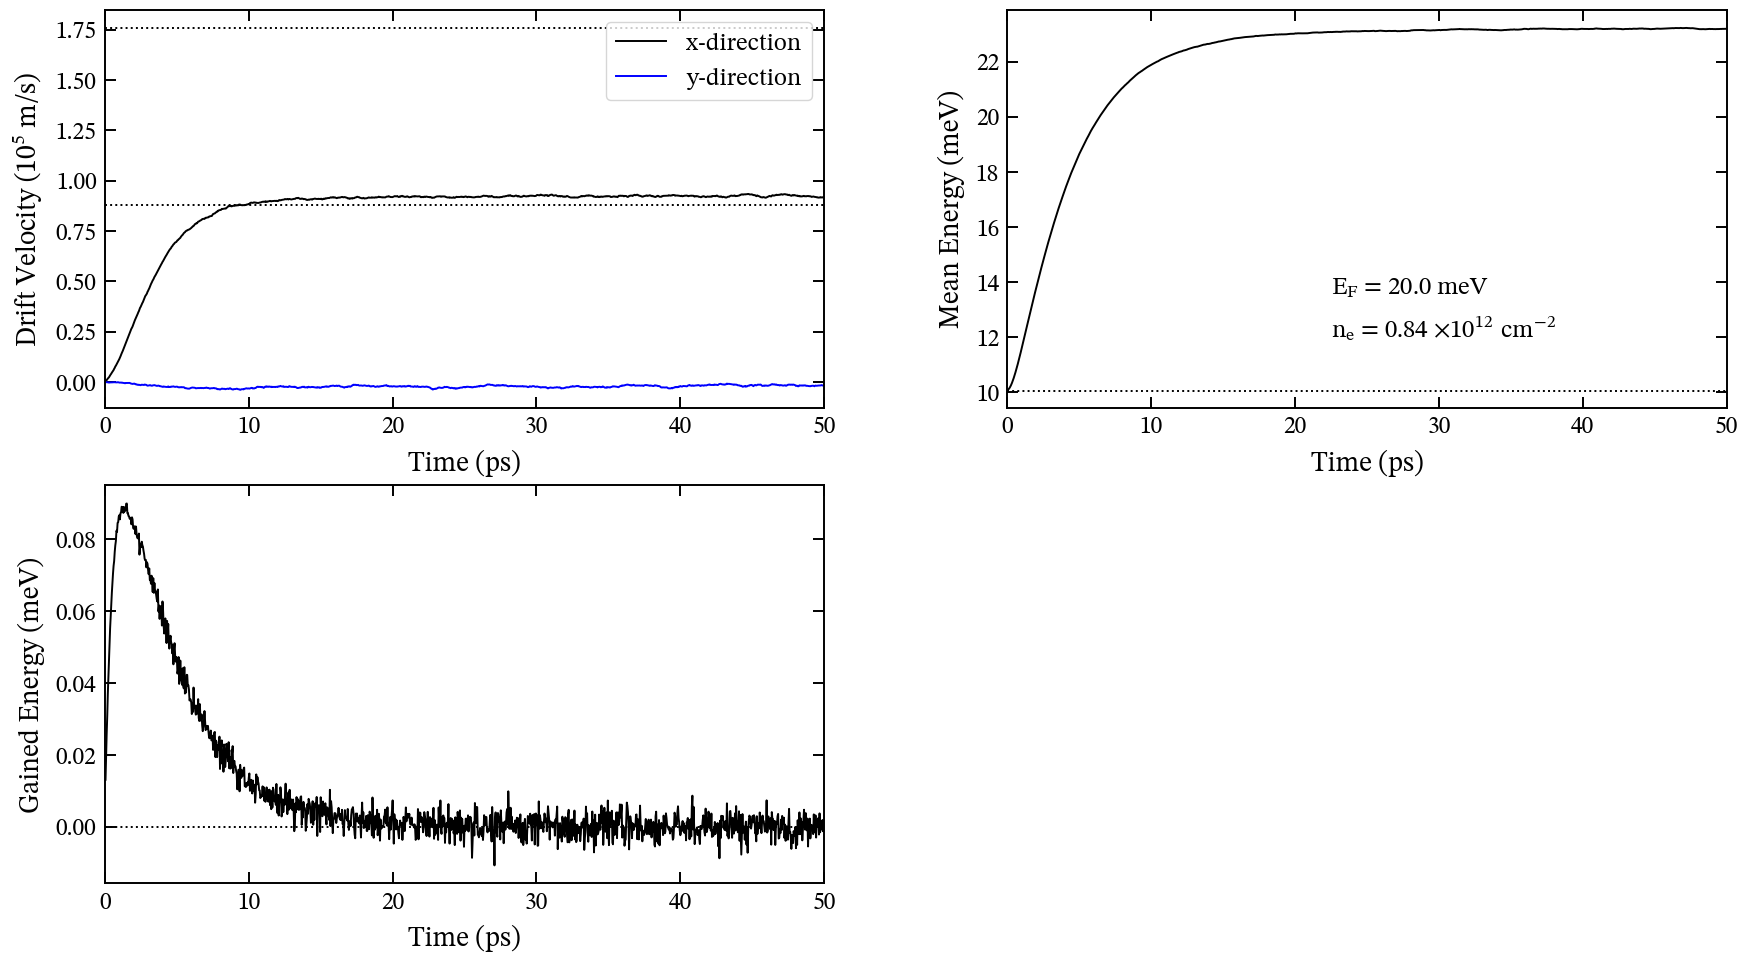 1.75
1.50
1.25
1.00
0.75
0.50
0.25
0.00
Drift Velocity (10⁵ m/s)
x-direction
y-direction
0 10 20 30 40 50
Time (ps)
22
20
18
16
14
12
10
Mean Energy (meV)
E_F = 20.0 meV
n_e = 0.84 ×10¹² cm⁻²
0 10 20 30 40 50
Time (ps)
0.08
0.06
0.04
0.02
0.00
Gained Energy (meV)
0 10 20 30 40 50
Time (ps)